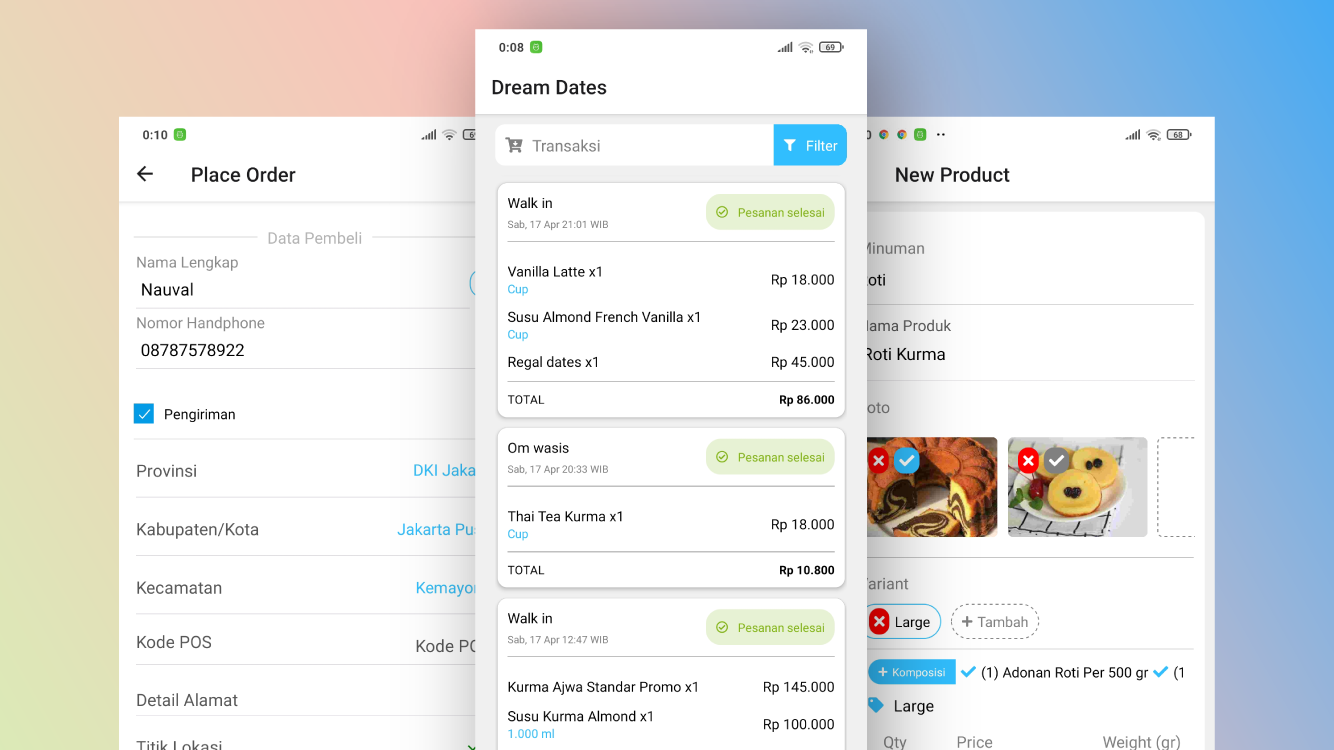 0:10
Place Order
Data Pembeli
Nama Lengkap
Nauval
Nomor Handphone
08787578922
Pengiriman
Provinsi DKI Jaka
Kabupaten/Kota Jakarta Pu
Kecamatan Kemayo
Kode POS Kode PO
Detail Alamat
Titik Lokasi
0:08 69
Dream Dates
Transaksi Filter
Walk in
Sab, 17 Apr 21:01 WIB
Pesanan selesai
Vanilla Latte x1 Rp 18.000
Cup
Susu Almond French Vanilla x1 Rp 23.000
Cup
Regal dates x1 Rp 45.000
TOTAL Rp 86.000
Om wasis
Sab, 17 Apr 20:33 WIB
Pesanan selesai
Thai Tea Kurma x1 Rp 18.000
Cup
TOTAL Rp 10.800
Walk in
Sab, 17 Apr 12:47 WIB
Pesanan selesai
Kurma Ajwa Standar Promo x1 Rp 145.000
Susu Kurma Almond x1 Rp 100.000
1.000 ml
68
New Product
Minuman
oti
ama Produk
Roti Kurma
oto
ariant
Large + Tambah
+ Komposisi (1) Adonan Roti Per 500 gr (1
Large
Qty Price Weight (gr)